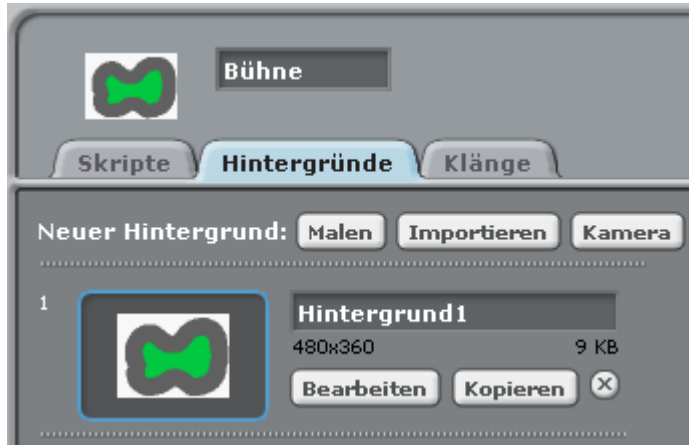 Bühne
Skripte Hintergründe Klänge
Neuer Hintergrund: Malen Importieren Kamera
1
Hintergrund1
480x360 9 KB
Bearbeiten Kopieren